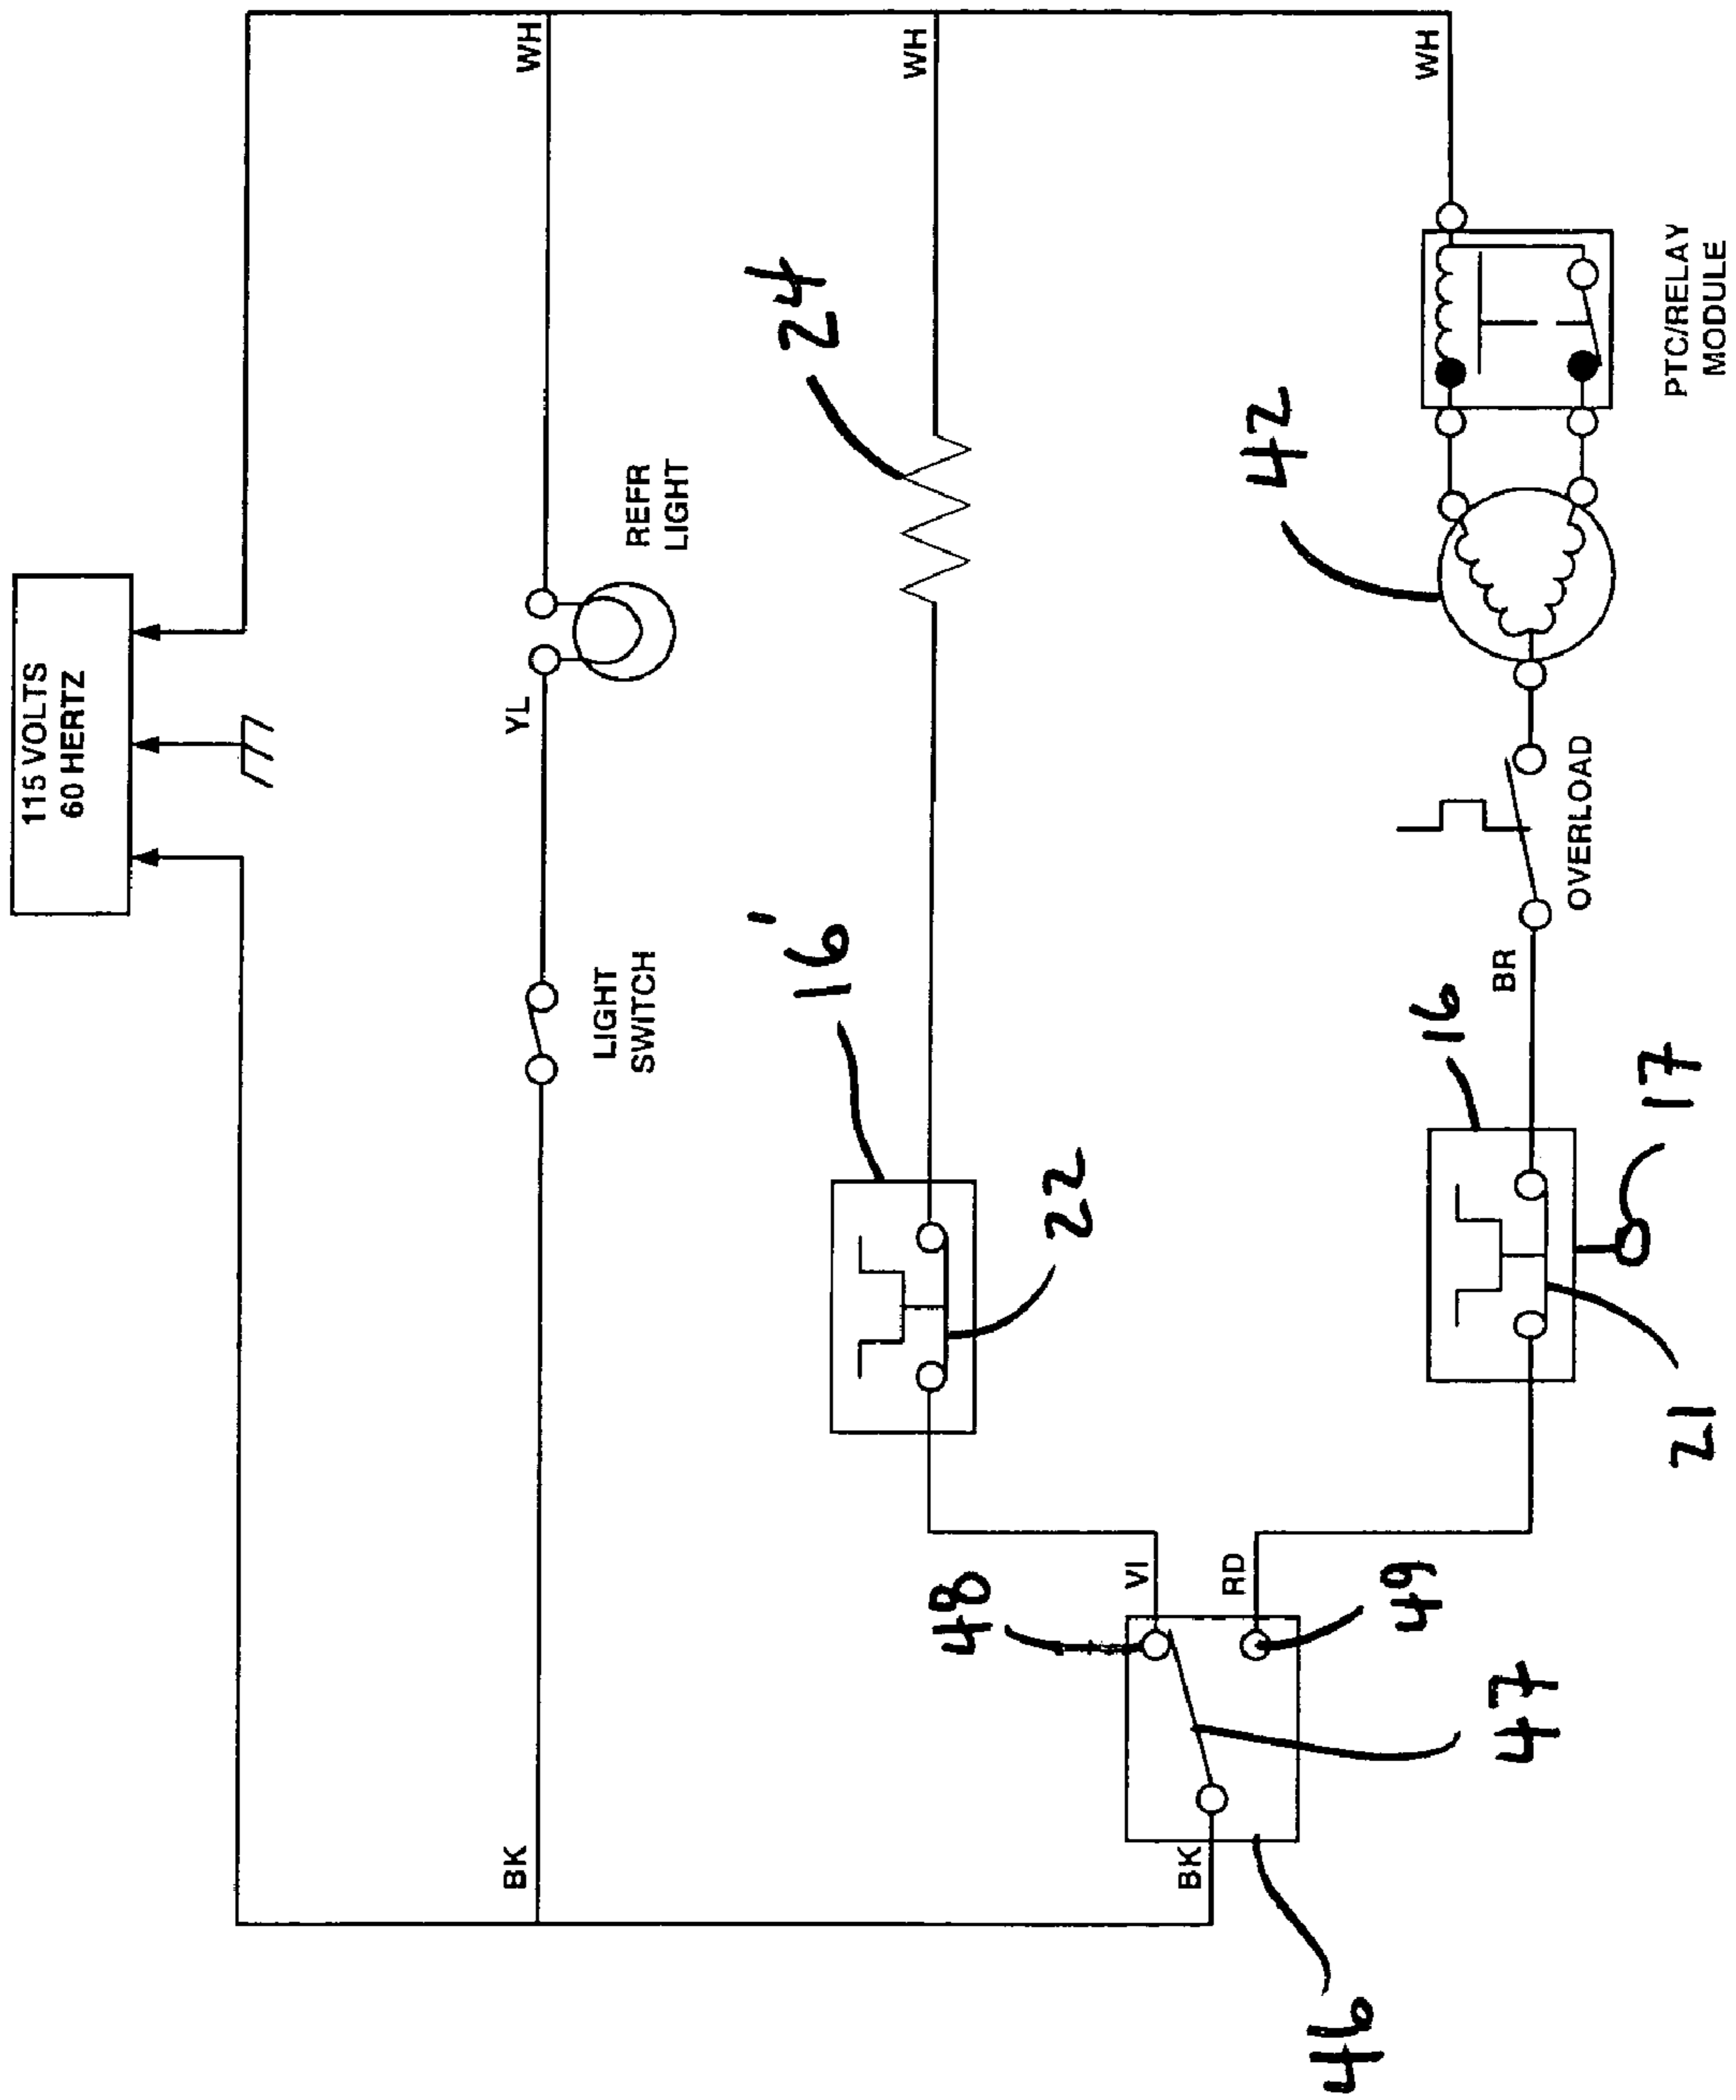 115 VOLTS
60 HERTZ
WH
WH
WH
YL
REFR
LIGHT
LIGHT
SWITCH
BK
24
16'
22
42
PTC/RELAY
MODULE
OVERLOAD
BR
16
17
21
VI
RD
48
49
47
BK
46